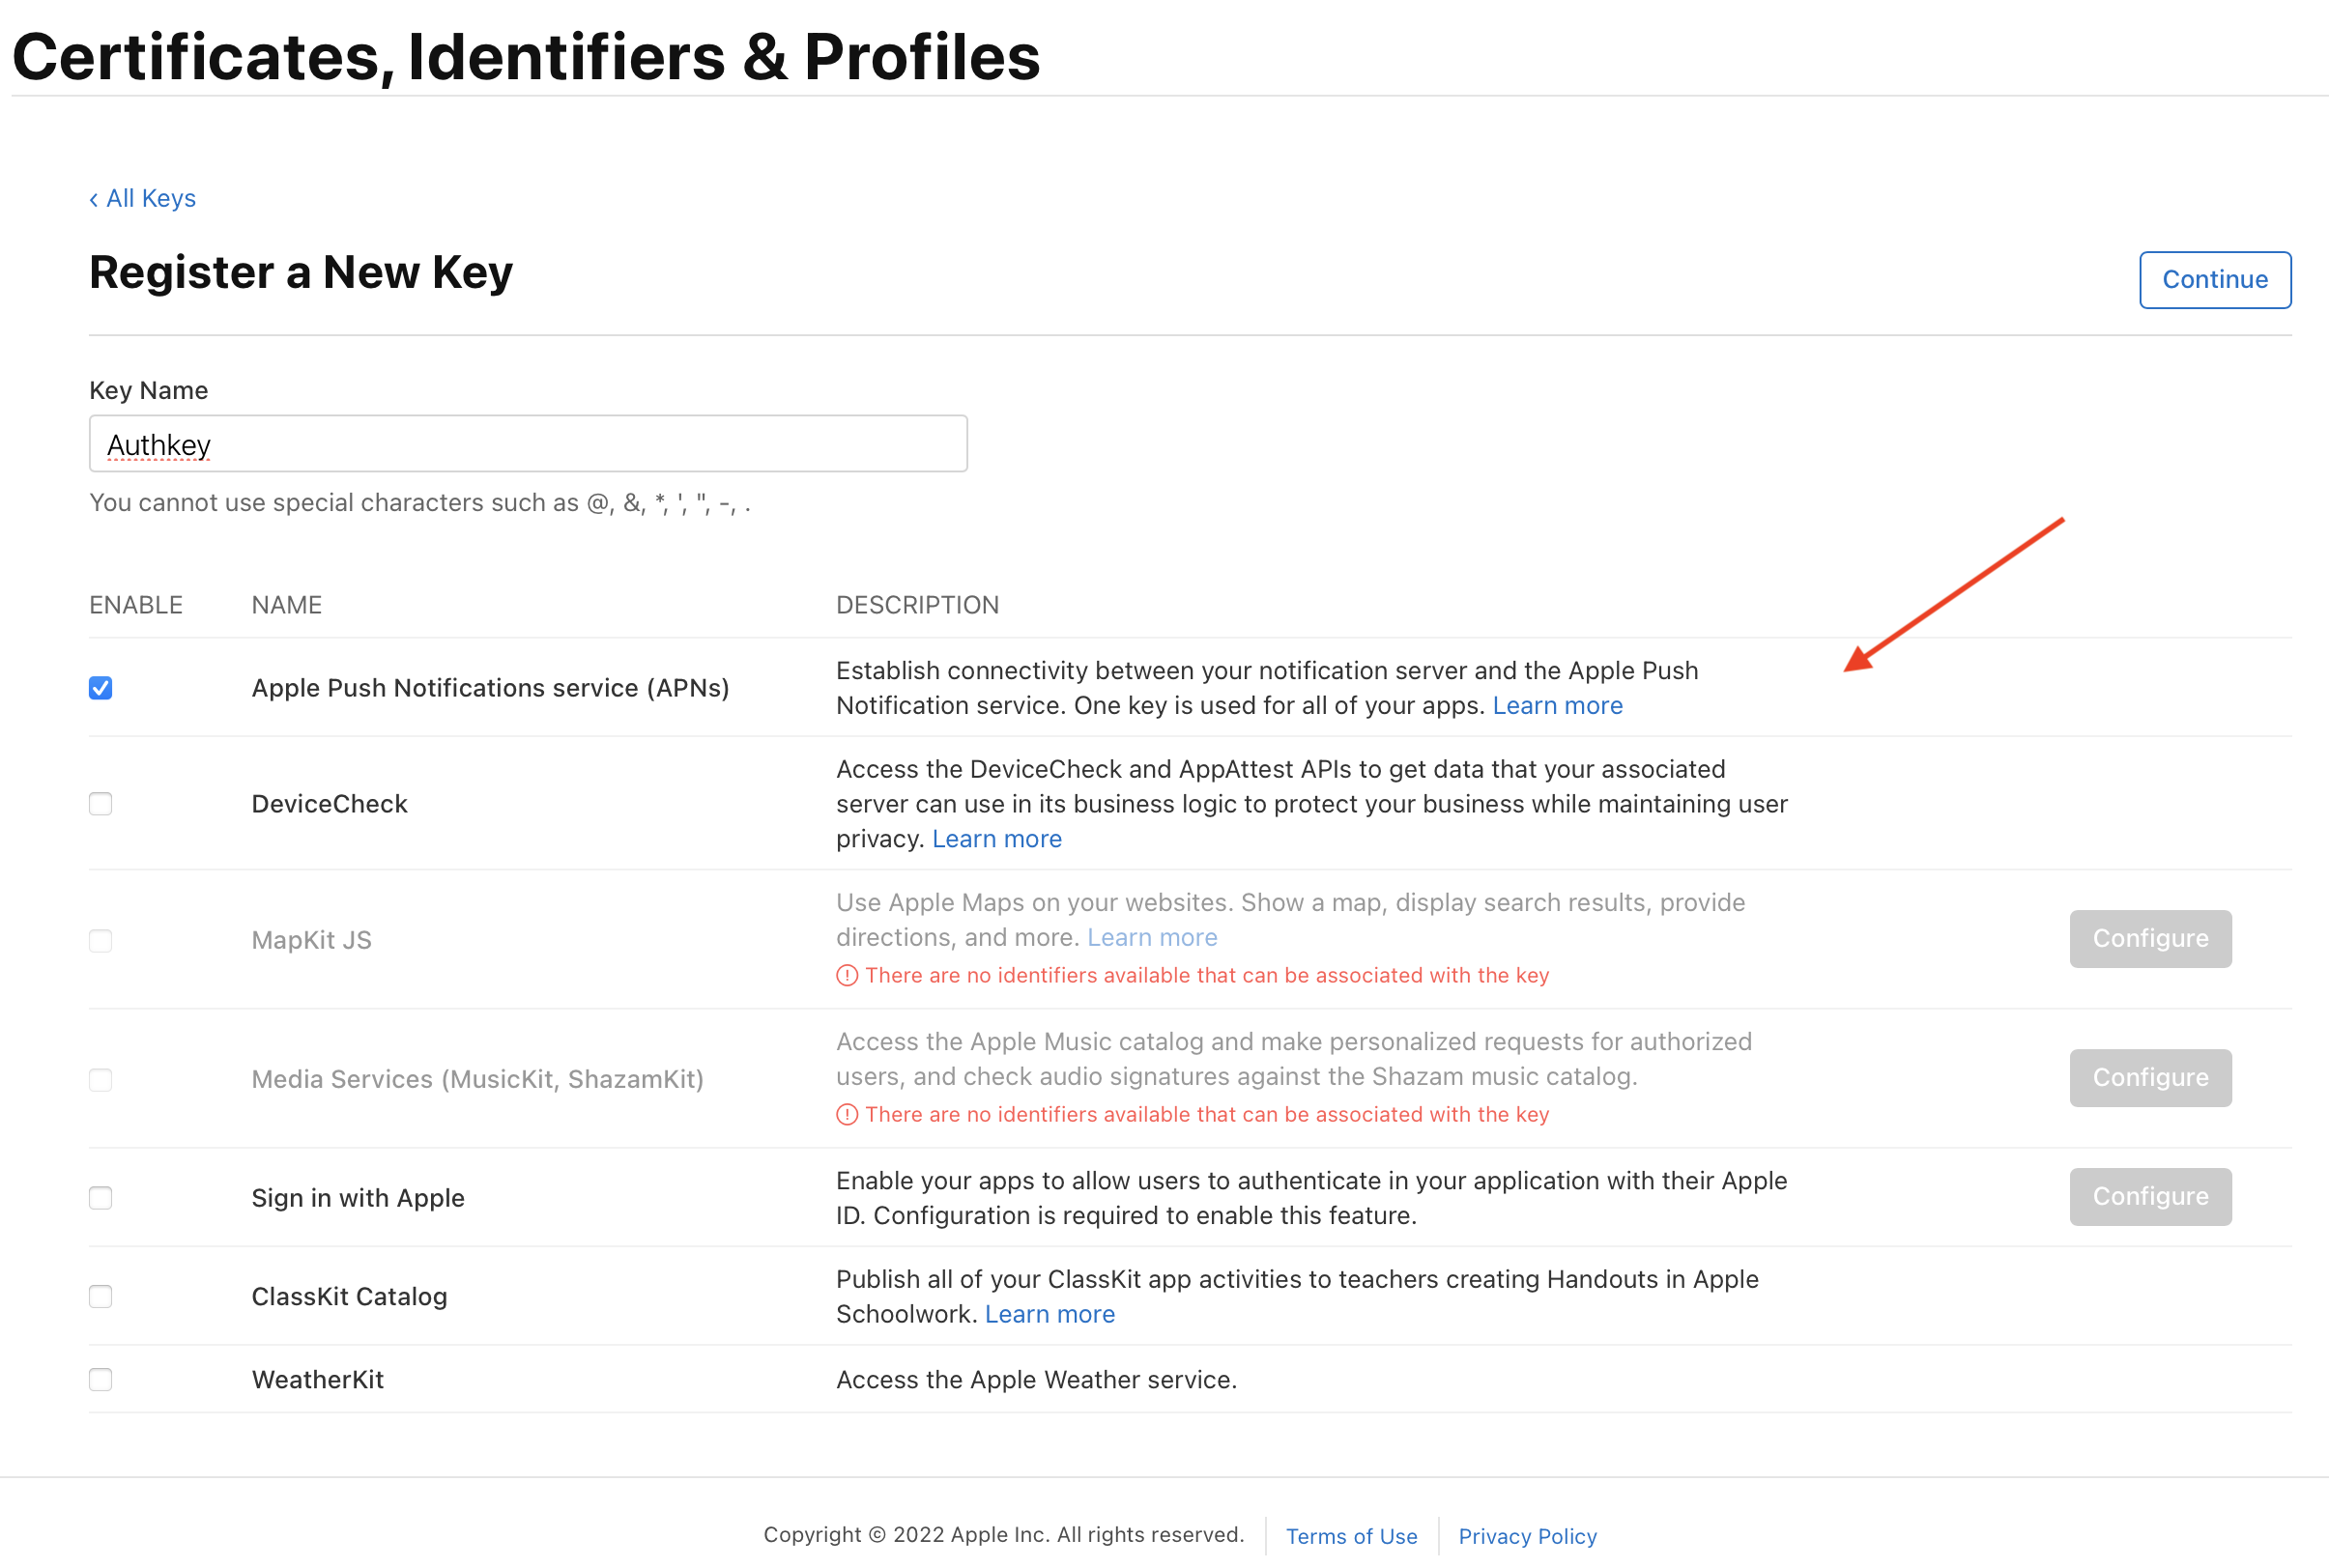 Certificates, Identifiers & Profiles
‹ All Keys
Register a New Key
Continue
Key Name
Authkey
You cannot use special characters such as @, &, *, ', ", -, .
ENABLE NAME DESCRIPTION
Apple Push Notifications service (APNs)
Establish connectivity between your notification server and the Apple Push
Notification service. One key is used for all of your apps. Learn more
DeviceCheck
Access the DeviceCheck and AppAttest APIs to get data that your associated
server can use in its business logic to protect your business while maintaining user
privacy. Learn more
MapKit JS
Use Apple Maps on your websites. Show a map, display search results, provide
directions, and more. Learn more
There are no identifiers available that can be associated with the key
Configure
Media Services (MusicKit, ShazamKit)
Access the Apple Music catalog and make personalized requests for authorized
users, and check audio signatures against the Shazam music catalog.
There are no identifiers available that can be associated with the key
Configure
Sign in with Apple
Enable your apps to allow users to authenticate in your application with their Apple
ID. Configuration is required to enable this feature.
Configure
ClassKit Catalog
Publish all of your ClassKit app activities to teachers creating Handouts in Apple
Schoolwork. Learn more
WeatherKit
Access the Apple Weather service.
Copyright © 2022 Apple Inc. All rights reserved. Terms of Use Privacy Policy